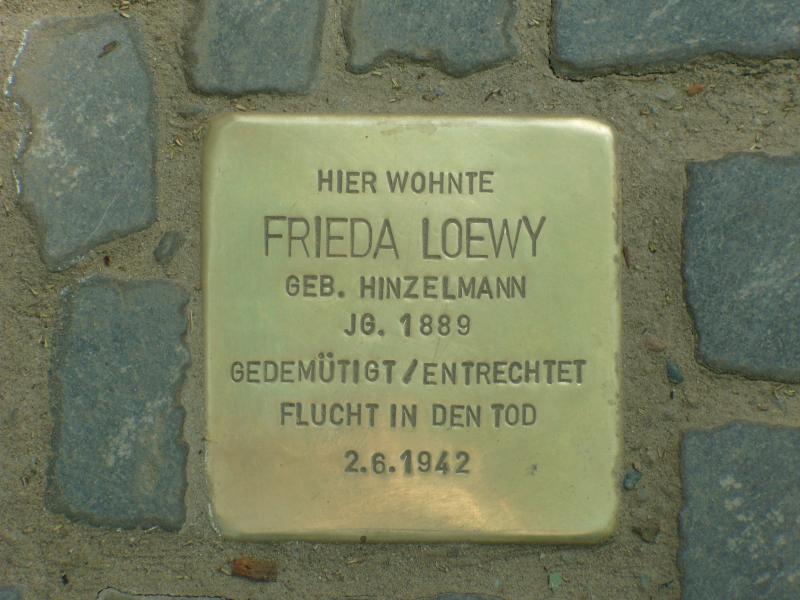 HIER WOHNTE
FRIEDA LOEWY
GEB. HINZELMANN
JG. 1889
GEDEMÜTIGT/ENTRECHTET
FLUCHT IN DEN TOD
2.6.1942